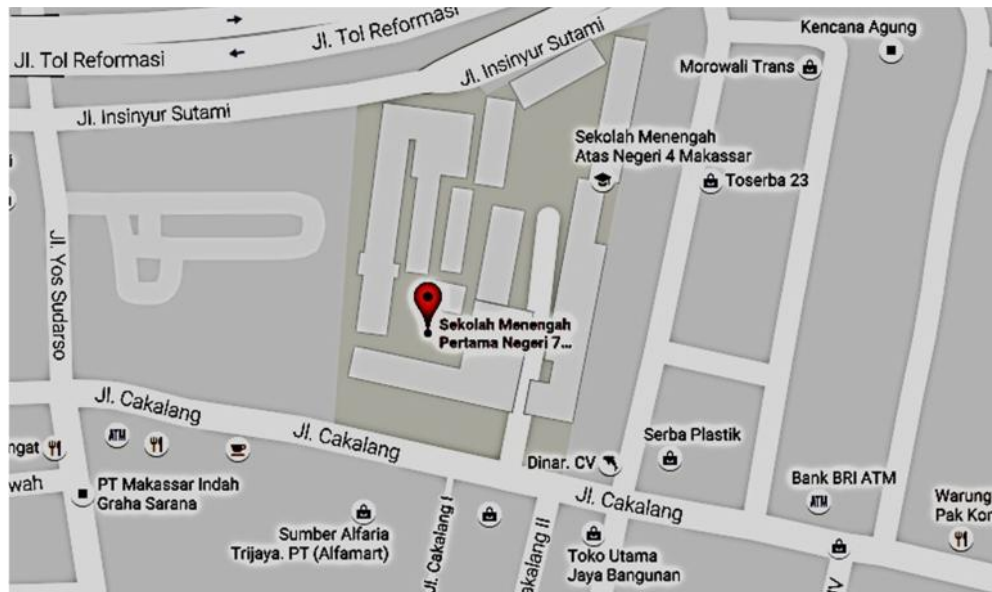 Jl. Tol Reformasi
Jl. Tol Reformasi
Jl. Tol Reformasi
Kencana Agung
Morowali Trans
Jl. Insinyur Sutami
Jl. Insinyur Sutami
Sekolah Menengah
Atas Negeri 4 Makassar
Toserba 23
Jl. Yos Sudarso
Sekolah Menengah
Pertama Negeri 7...
Jl. Cakalang
Jl. Cakalang
ATM
ngat
Serba Plastik
Dinar. CV
wah
PT Makassar Indah
Graha Sarana
Bank BRI ATM
ATM
Jl. Cakalang
Warung
Pak Kor
Sumber Alfaria
Trijaya. PT (Alfamart)
Jl. Cakalang I
akalang II
Toko Utama
Jaya Bangunan